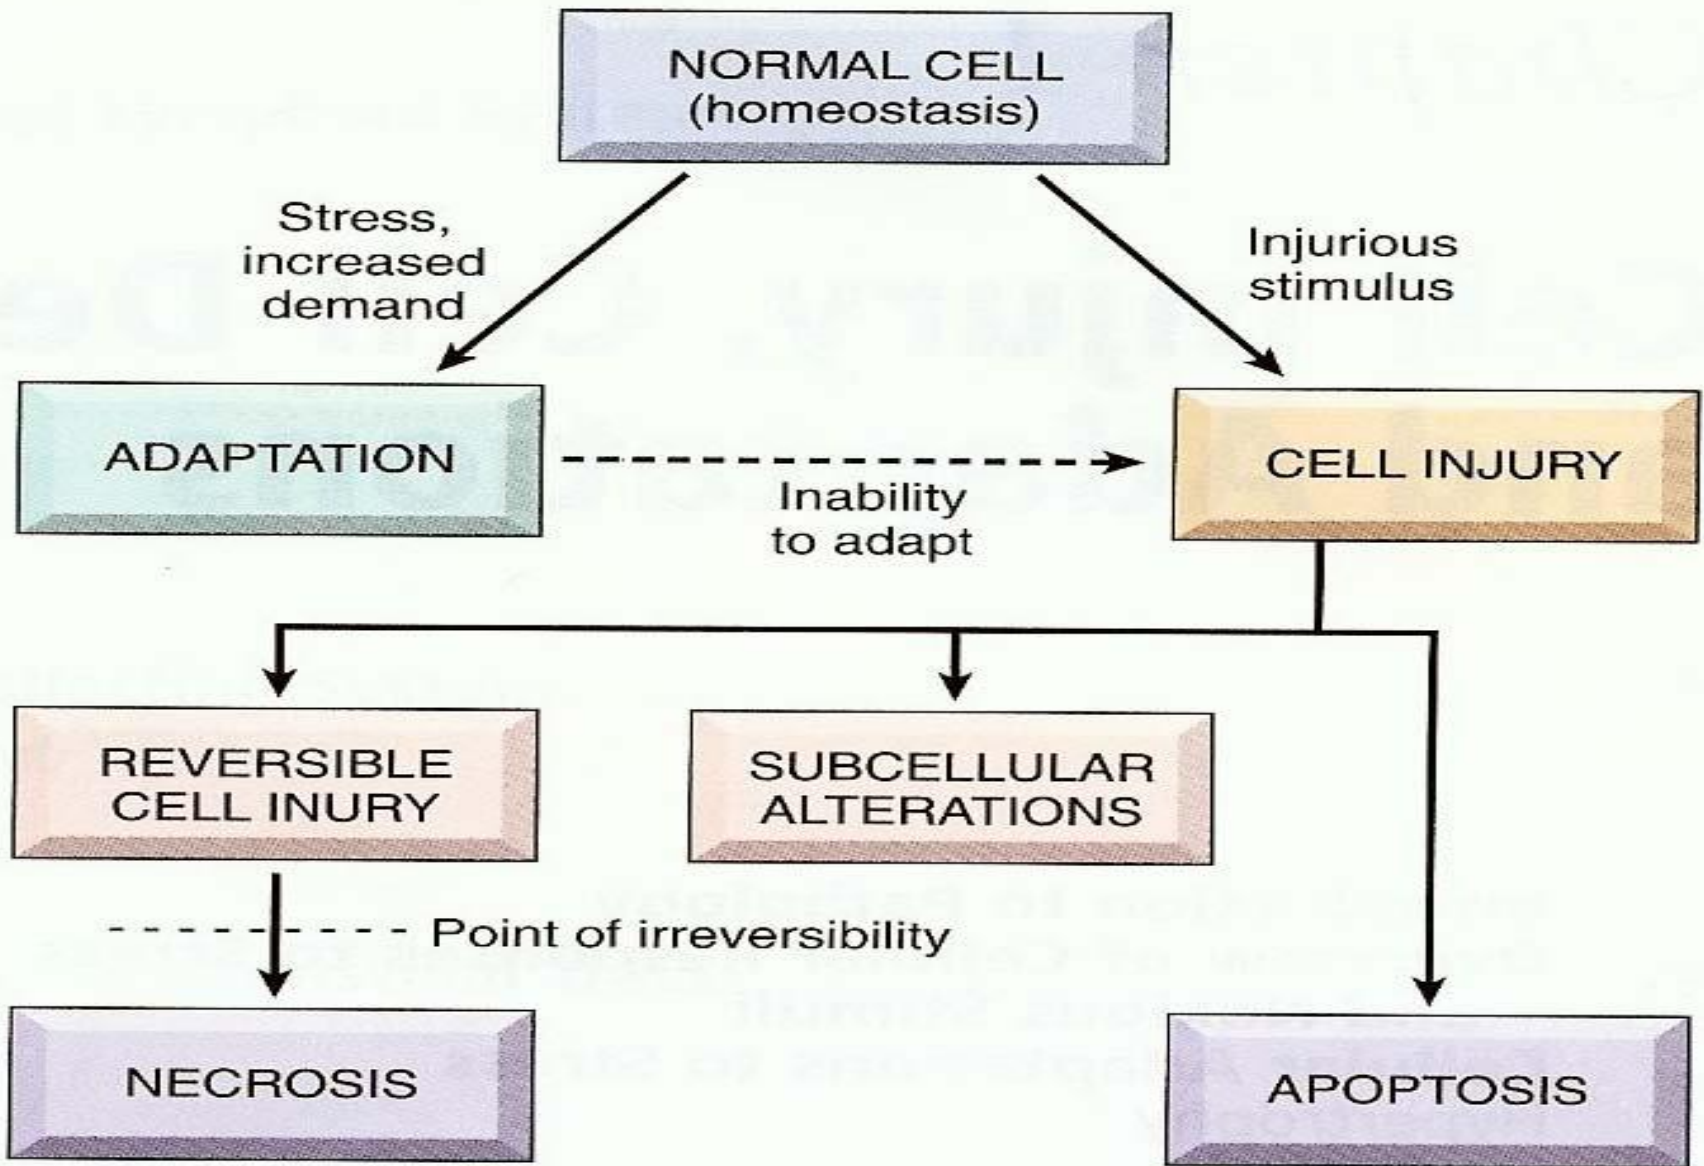 NORMAL CELL
(homeostasis)
Stress,
increased
demand
Injurious
stimulus
ADAPTATION
Inability
to adapt
CELL INJURY
REVERSIBLE
CELL INURY
SUBCELLULAR
ALTERATIONS
Point of irreversibility
NECROSIS
APOPTOSIS